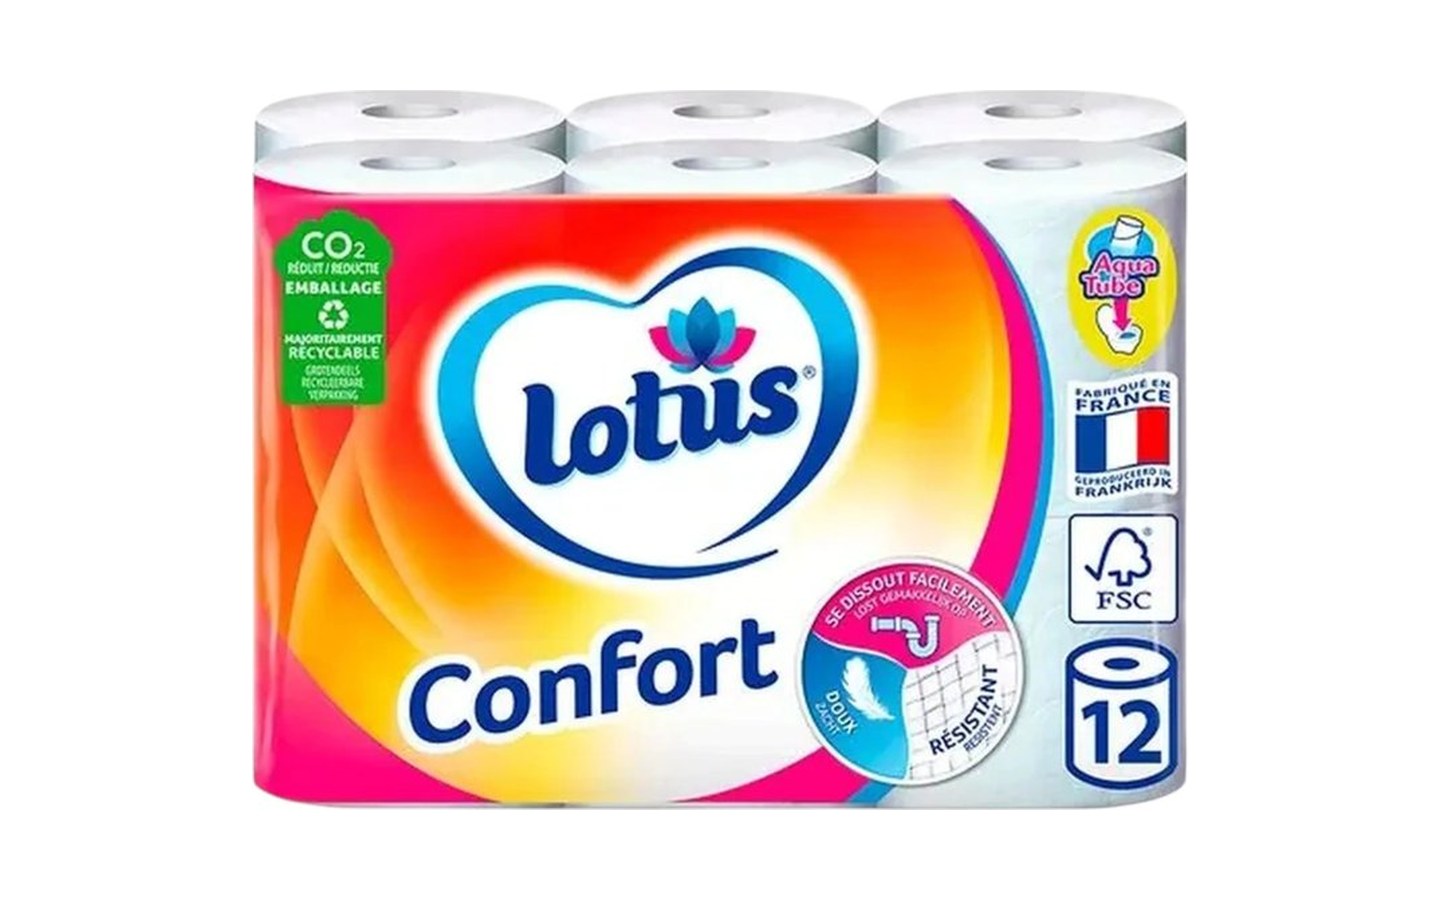 CO2
RÉDUIT / REDUCTIE
EMBALLAGE
MAJORITAIREMENT
RECYCLABLE
GROTENDEELS
RECYCLEERBARE
VERPAKKING
lotus®
Confort
SE DISSOUT FACILEMENT
LOST GEMAKKELIJK OP
DOUX
ZACHT
RÉSISTANT
RESISTENT
Aqua
Tube
FABRIQUÉ EN
FRANCE
GEPRODUCEERD IN
FRANKRIJK
®
FSC
12